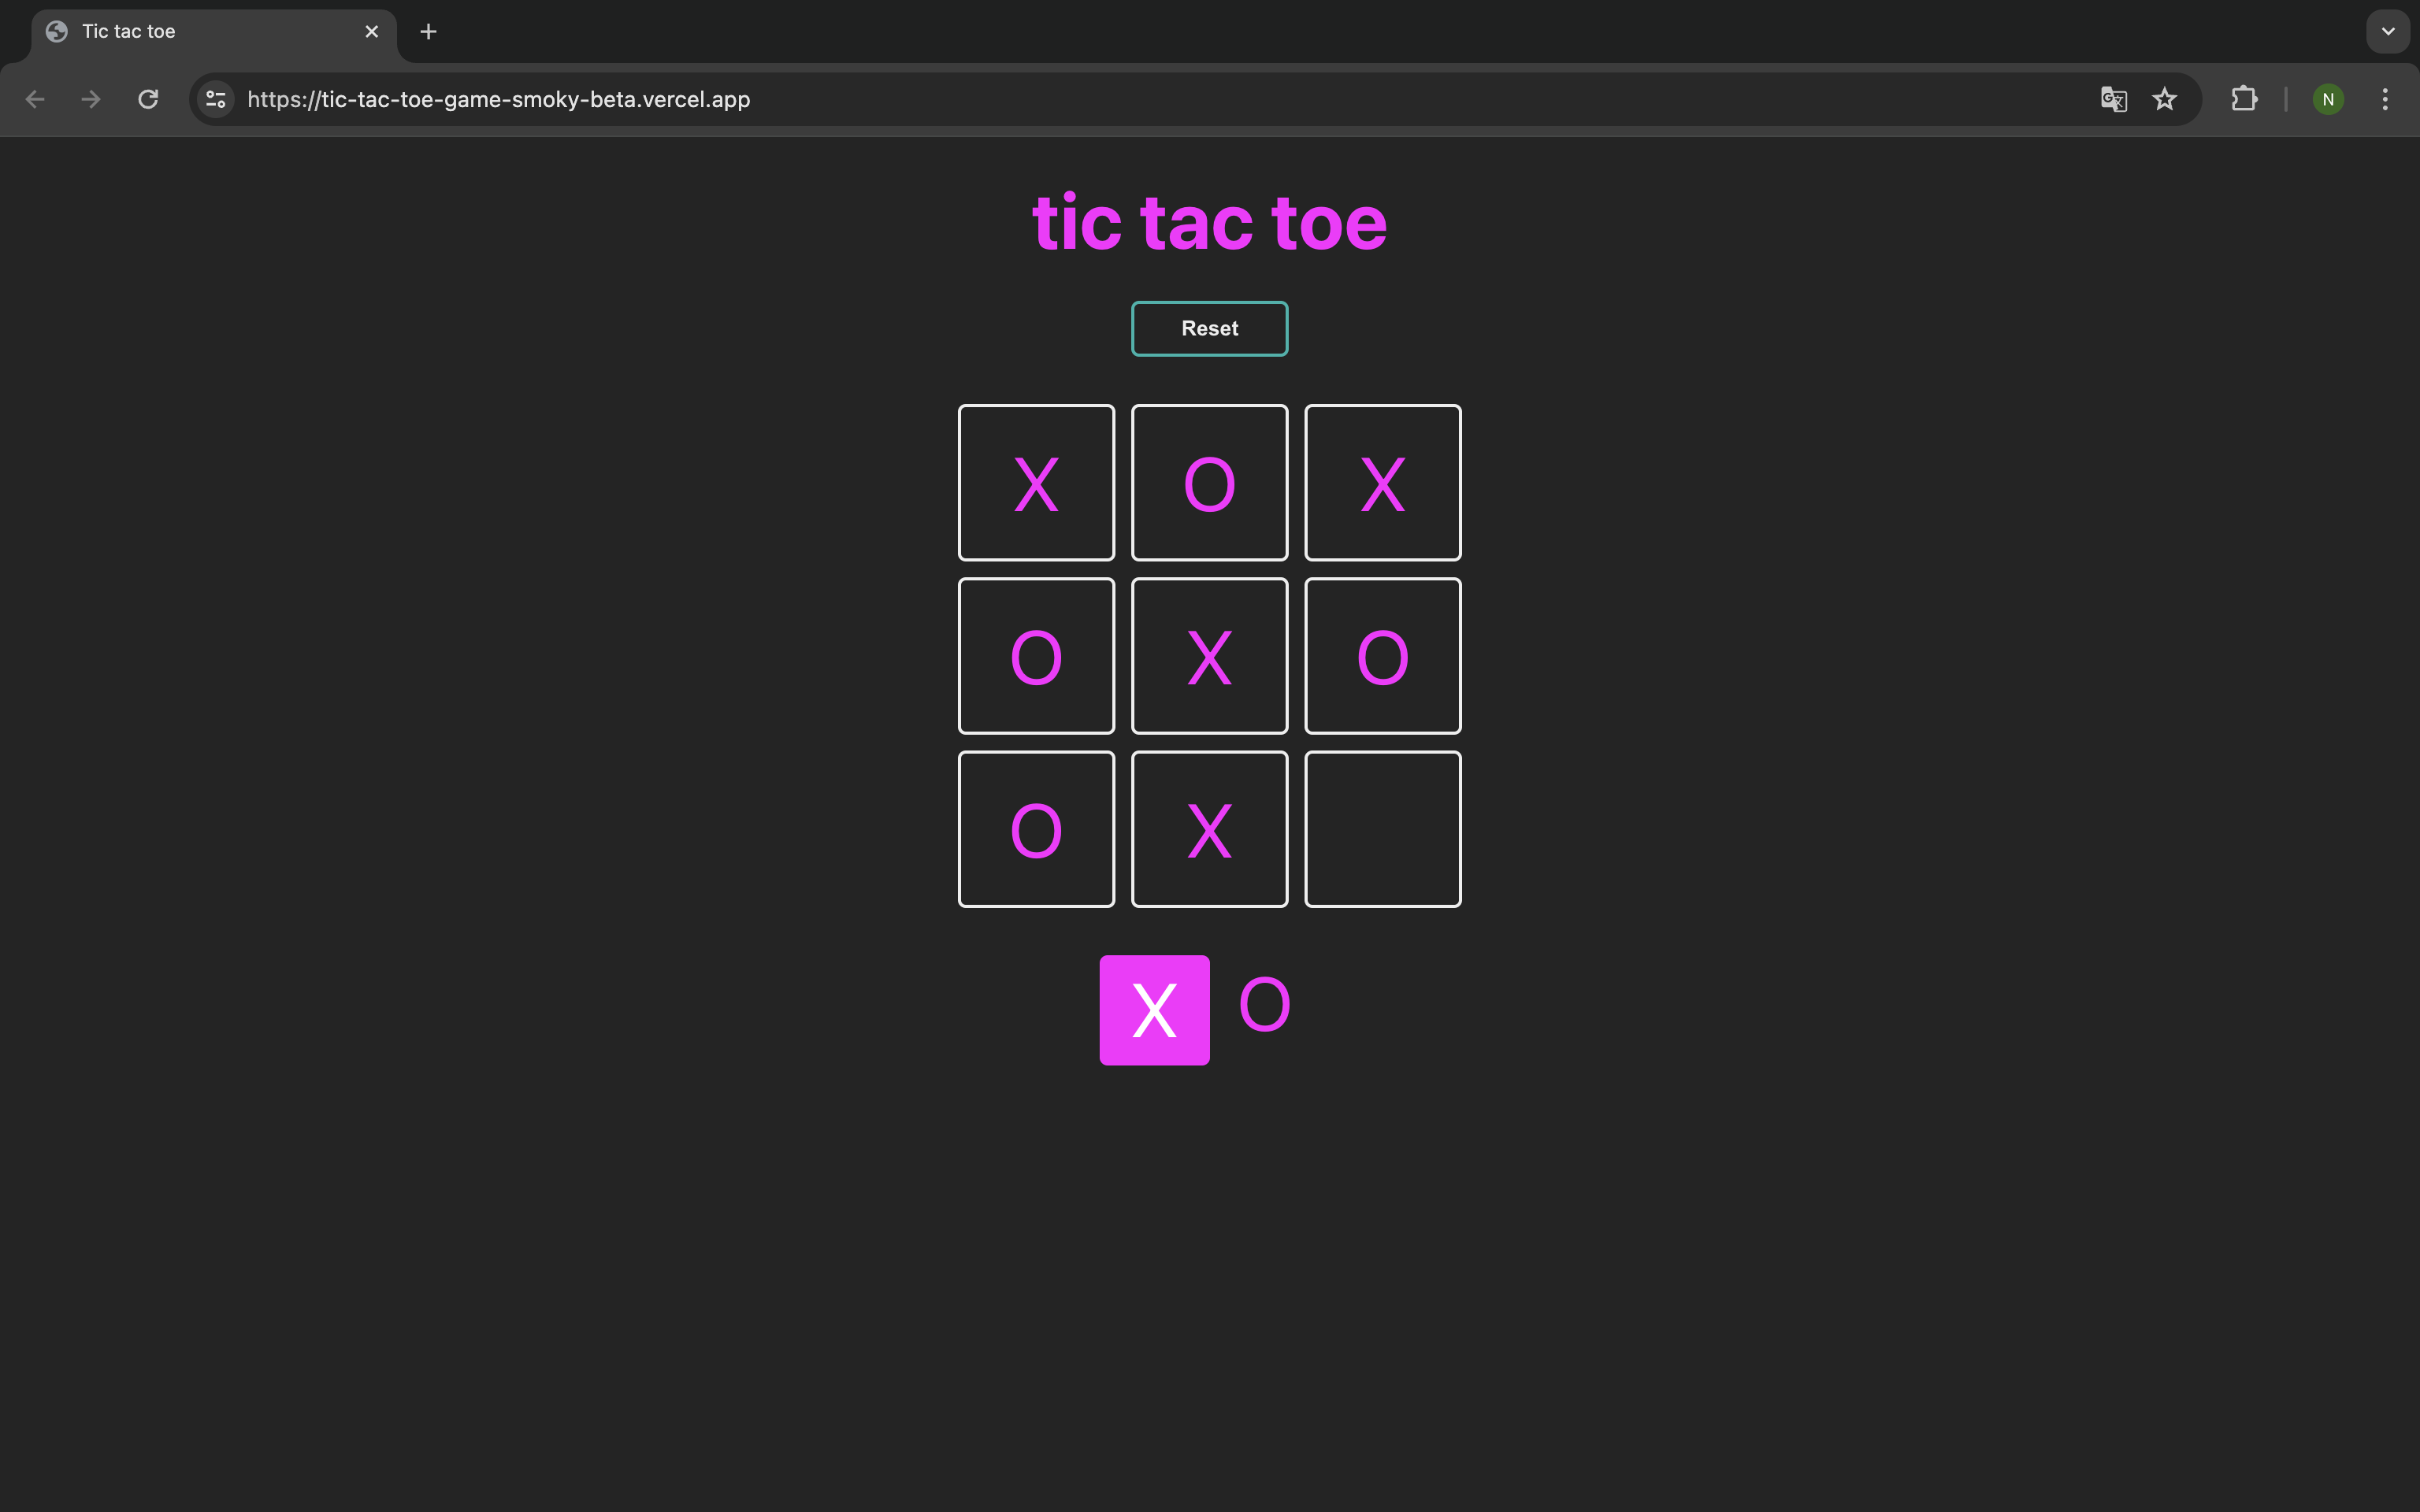 Tic tac toe
https://tic-tac-toe-game-smoky-beta.vercel.app
N
tic tac toe
Reset
X O X
O X O
O X
X O